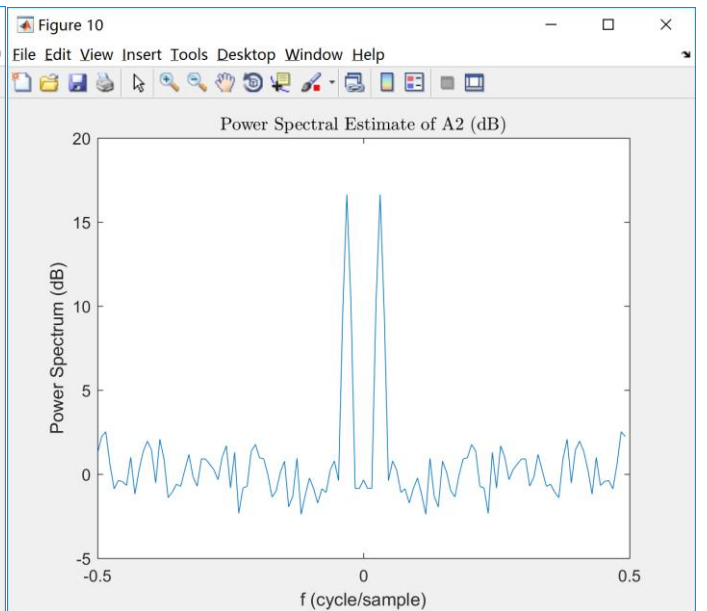 Figure 10
File Edit View Insert Tools Desktop Window Help
Power Spectral Estimate of A2 (dB)
20
15
10
5
0
-5
Power Spectrum (dB)
-0.5 0 0.5
f (cycle/sample)